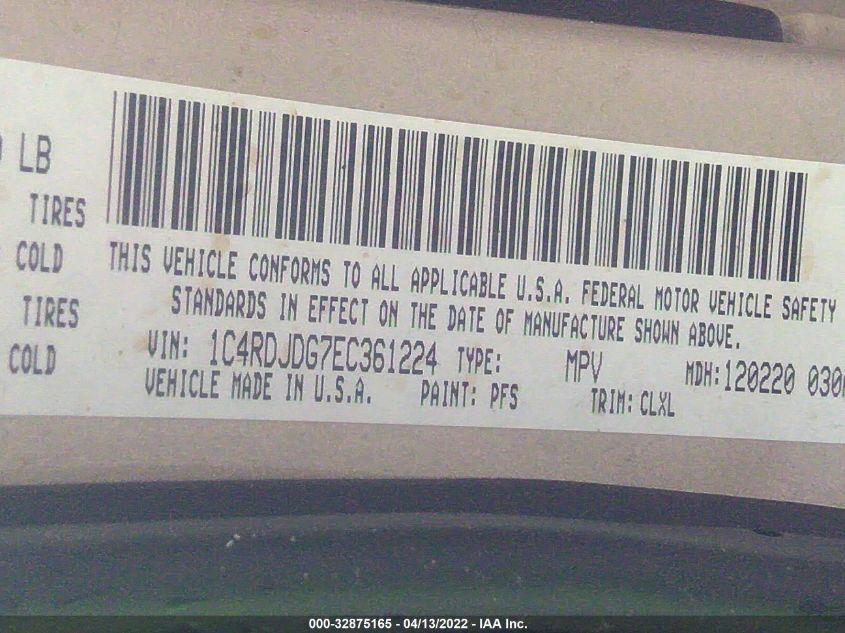 LB
TIRES
COLD
TIRES
COLD
THIS VEHICLE CONFORMS TO ALL APPLICABLE U.S.A. FEDERAL MOTOR VEHICLE SAFETY
STANDARDS IN EFFECT ON THE DATE OF MANUFACTURE SHOWN ABOVE.
VIN: 1C4RDJDG7EC361224 TYPE: MPV MDH: 120220
VEHICLE MADE IN U.S.A. PAINT: PFS TRIM: CLXL
000-32875165 - 04/13/2022 - IAA Inc.